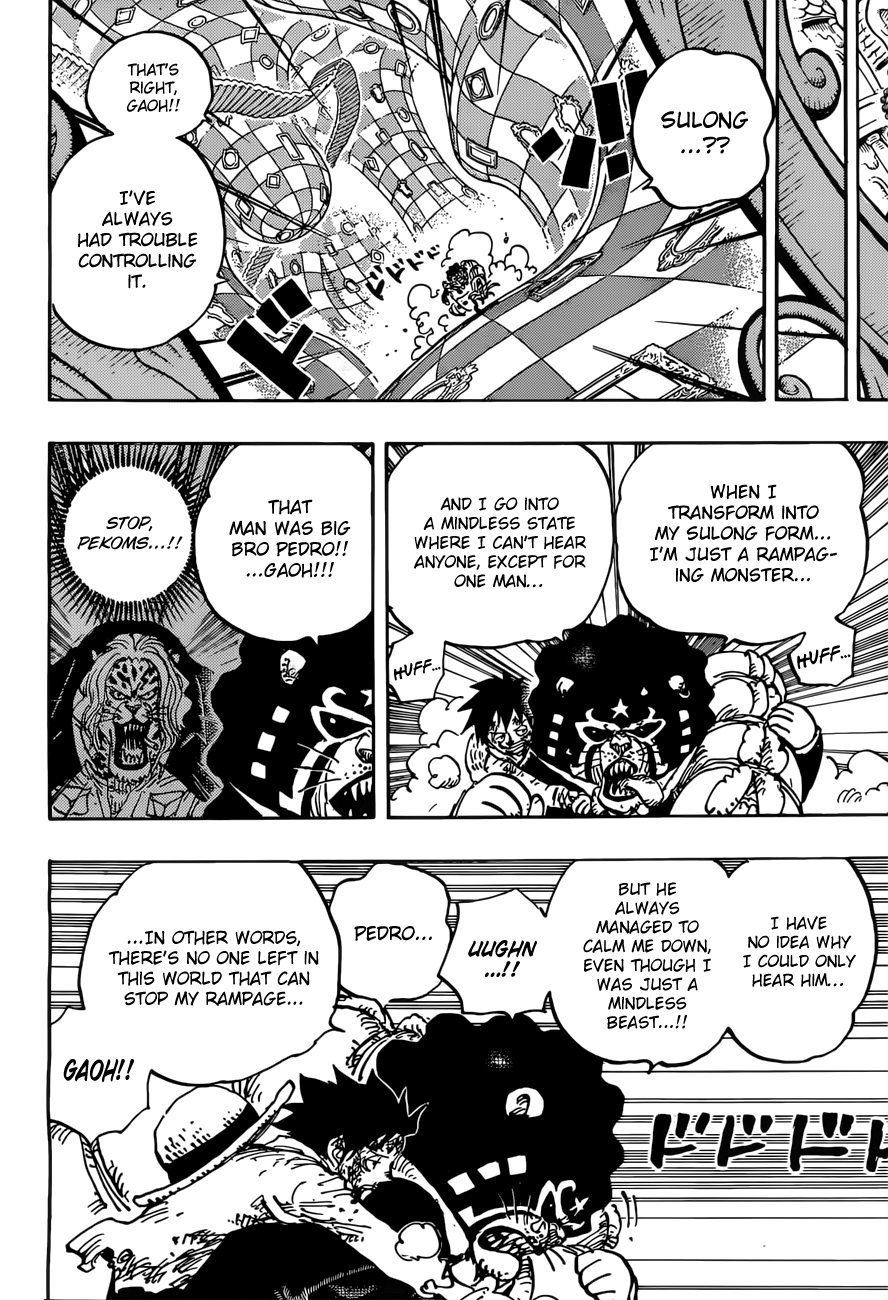 SULONG
...??
THAT'S
RIGHT,
GAOH!!
I'VE
ALWAYS
HAD TROUBLE
CONTROLLING
IT.
ドドドドド
ド
WHEN I
TRANSFORM INTO
MY SULONG FORM...
I'M JUST A RAMPAG-
ING MONSTER...
HUFF...
AND I GO INTO
A MINDLESS STATE
WHERE I CAN'T HEAR
ANYONE, EXCEPT FOR
ONE MAN...
HUFF...
THAT
MAN WAS BIG
BRO PEDRO!!
...GAOH!!!
STOP,
PEKOMS...!!
I HAVE
NO IDEA WHY
I COULD ONLY
HEAR HIM...
BUT HE
ALWAYS
MANAGED TO
CALM ME DOWN,
EVEN THOUGH I
WAS JUST A
MINDLESS
BEAST...!!
UUGHN
...!!
PEDRO...
...IN OTHER WORDS,
THERE'S NO ONE LEFT IN
THIS WORLD THAT CAN
STOP MY RAMPAGE...
GAOH!!
ドドドド